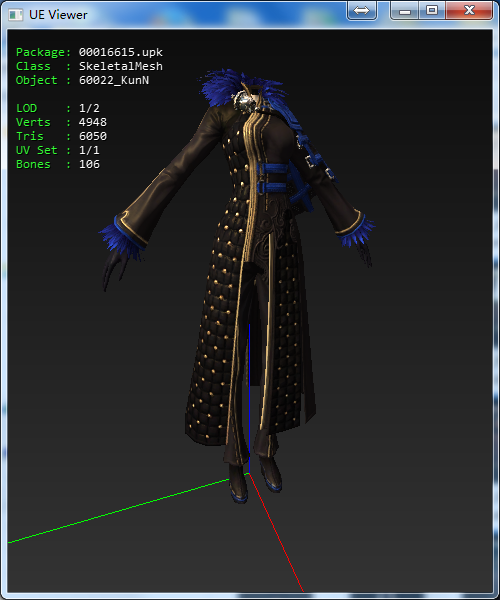 UE Viewer
Package: 00016615.upk
Class : SkeletalMesh
Object : 60022_KunN
LOD : 1/2
Verts : 4948
Tris : 6050
UV Set : 1/1
Bones : 106